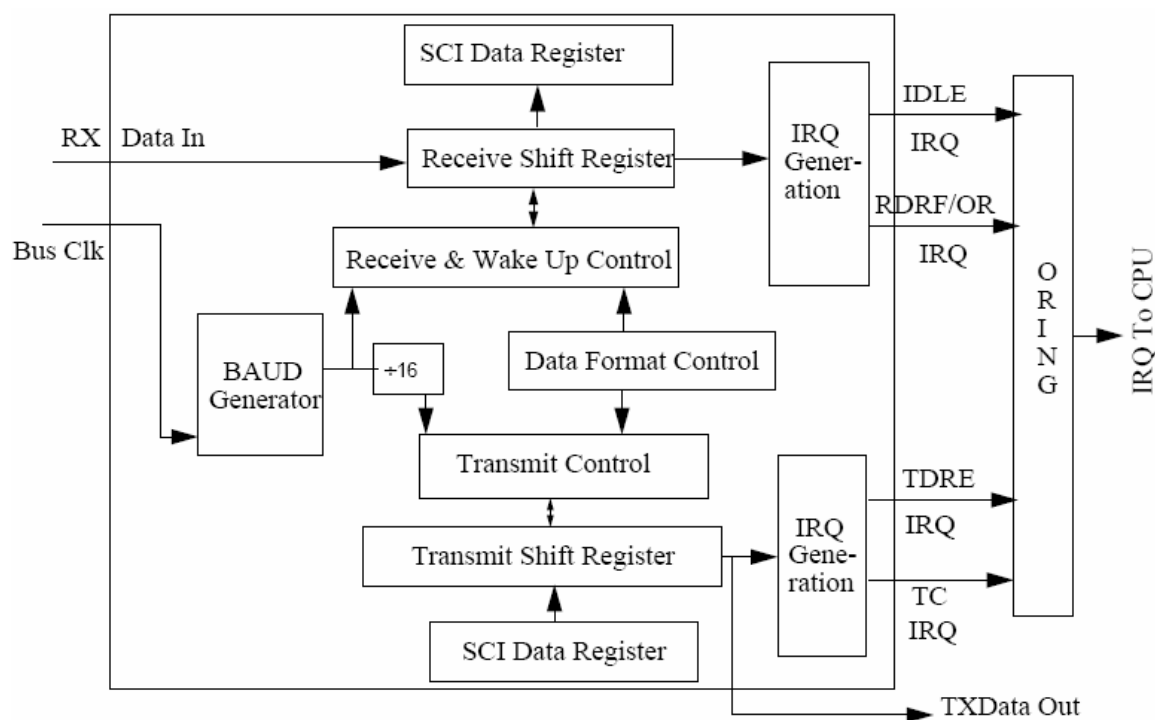 SCI Data Register
RX
Data In
Receive Shift Register
IRQ
Gener-
ation
IDLE
IRQ
RDRF/OR
IRQ
Bus Clk
Receive & Wake Up Control
BAUD
Generator
÷16
Data Format Control
Transmit Control
Transmit Shift Register
SCI Data Register
IRQ
Gene-
ration
TDRE
IRQ
TC
IRQ
O
R
I
N
G
IRQ To CPU
TXData Out